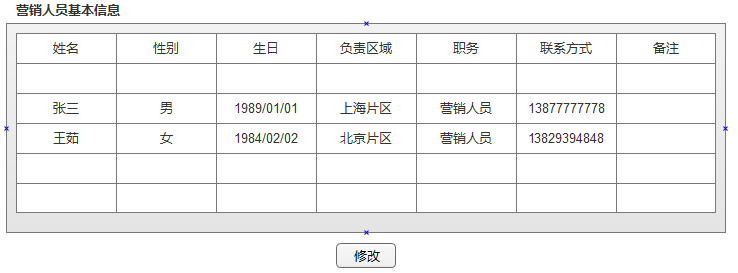 营销人员基本信息
姓名 性别 生日 负责区域 职务 联系方式 备注
张三 男 1989/01/01 上海片区 营销人员 13877777778
王茹 女 1984/02/02 北京片区 营销人员 13829394848
修改